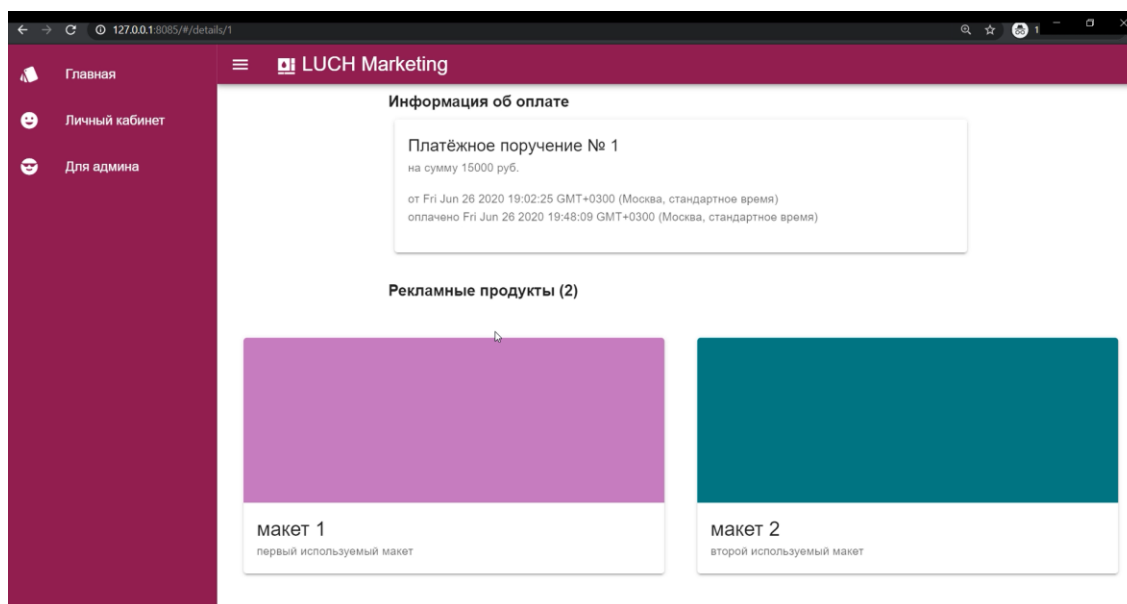 127.0.0.1:8085/#/details/1
Главная
LUCH Marketing
Личный кабинет
Для админа
Информация об оплате
Платёжное поручение № 1
на сумму 15000 руб.
от Fri Jun 26 2020 19:02:25 GMT+0300 (Москва, стандартное время)
оплачено Fri Jun 26 2020 19:48:09 GMT+0300 (Москва, стандартное время)
Рекламные продукты (2)
макет 1
первый используемый макет
макет 2
второй используемый макет